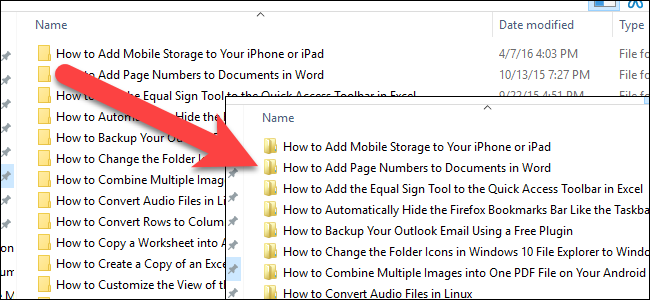 Name Date modified Type
How to Add Mobile Storage to Your iPhone or iPad 4/7/16 4:03 PM File fo
to Add Page Numbers to Documents in Word 10/13/15 7:27 PM File fo
How to the Equal Sign Tool to the Quick Access Toolbar in Excel 9/22/15 4:51 PM File fo
How to Automa Hide the
How to Backup Your Ou
How to Change the Folder Icon
How to Combine Multiple Imag
How to Convert Audio Files in Li
How to Convert Rows to Colum
How to Copy a Worksheet into A
How to Create a Copy of an Exce
How to Customize the View of th
Name
How to Add Mobile Storage to Your iPhone or iPad
How to Add Page Numbers to Documents in Word
How to Add the Equal Sign Tool to the Quick Access Toolbar in Excel
How to Automatically Hide the Firefox Bookmarks Bar Like the Taskba
How to Backup Your Outlook Email Using a Free Plugin
How to Change the Folder Icons in Windows 10 File Explorer to Windo
How to Combine Multiple Images into One PDF File on Your Android
How to Convert Audio Files in Linux